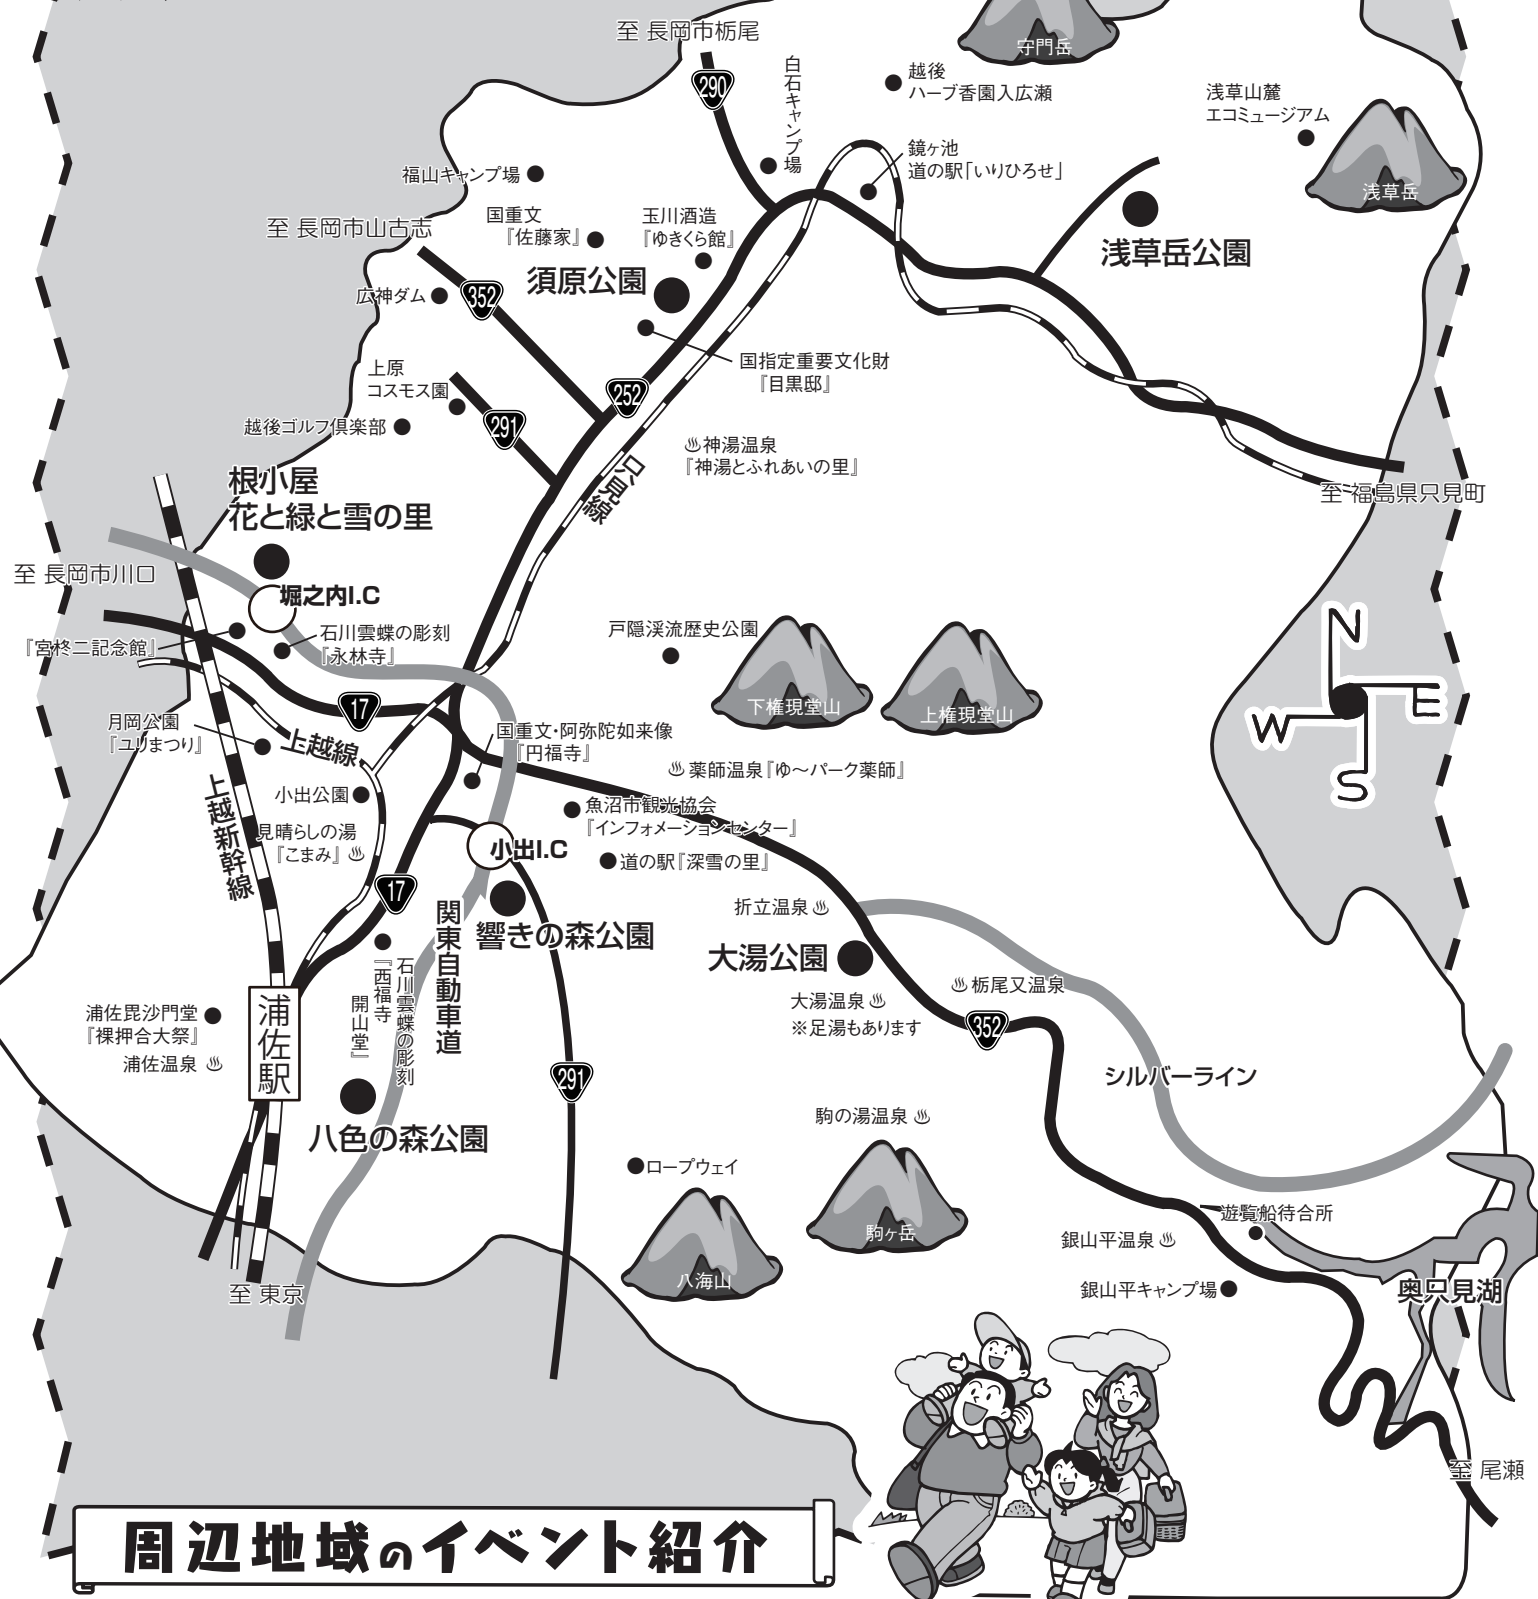 至 長岡市栃尾
守門岳
290
白石キャンプ場
越後
ハーブ香園入広瀬
浅草山麓
エコミュージアム
鏡ヶ池
道の駅「いりひろせ」
浅草岳
福山キャンプ場
至 長岡市山古志
国重文
『佐藤家』
玉川酒造
『ゆきくら館』
浅草岳公園
須原公園
広神ダム
352
国指定重要文化財
『目黒邸』
上原
コスモス園
252
越後ゴルフ倶楽部
291
♨神湯温泉
『神湯とふれあいの里』
只見線
根小屋
花と緑と雪の里
至 福島県只見町
至 長岡市川口
堀之内I.C
『宮柊二記念館』
石川雲蝶の彫刻
『永林寺』
戸隠渓流歴史公園
下権現堂山
上権現堂山
N
E
W
S
17
月岡公園
『ユリまつり』
上越線
国重文・阿弥陀如来像
『円福寺』
♨薬師温泉『ゆ〜パーク薬師』
上越新幹線
小出公園
魚沼市観光協会
『インフォメーションセンター』
見晴らしの湯
『こまみ』♨
小出I.C
道の駅『深雪の里』
17
関東自動車道
響きの森公園
折立温泉♨
大湯公園
石川雲蝶の彫刻
『西福寺
開山堂』
♨栃尾又温泉
大湯温泉♨
※足湯もあります
352
浦佐毘沙門堂
『裸押合大祭』
浦佐温泉 ♨
浦佐駅
291
シルバーライン
八色の森公園
駒の湯温泉♨
ロープウェイ
駒ヶ岳
八海山
遊覧船待合所
銀山平温泉♨
銀山平キャンプ場
奥只見湖
至 東京
至 尾瀬
周辺地域のイベント紹介